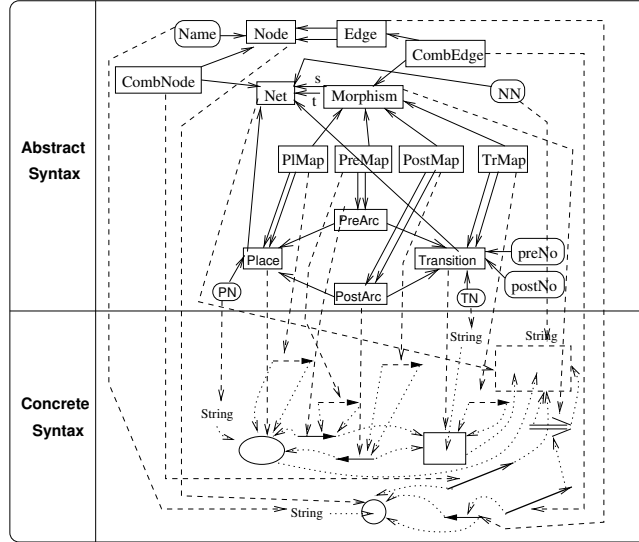 Name
Node
Edge
CombEdge
CombNode
Net
s
t
Morphism
NN
Abstract
Syntax
PlMap
PreMap
PostMap
TrMap
PreArc
Place
Transition
preNo
postNo
PN
PostArc
TN
String
String
Concrete
Syntax
String
String